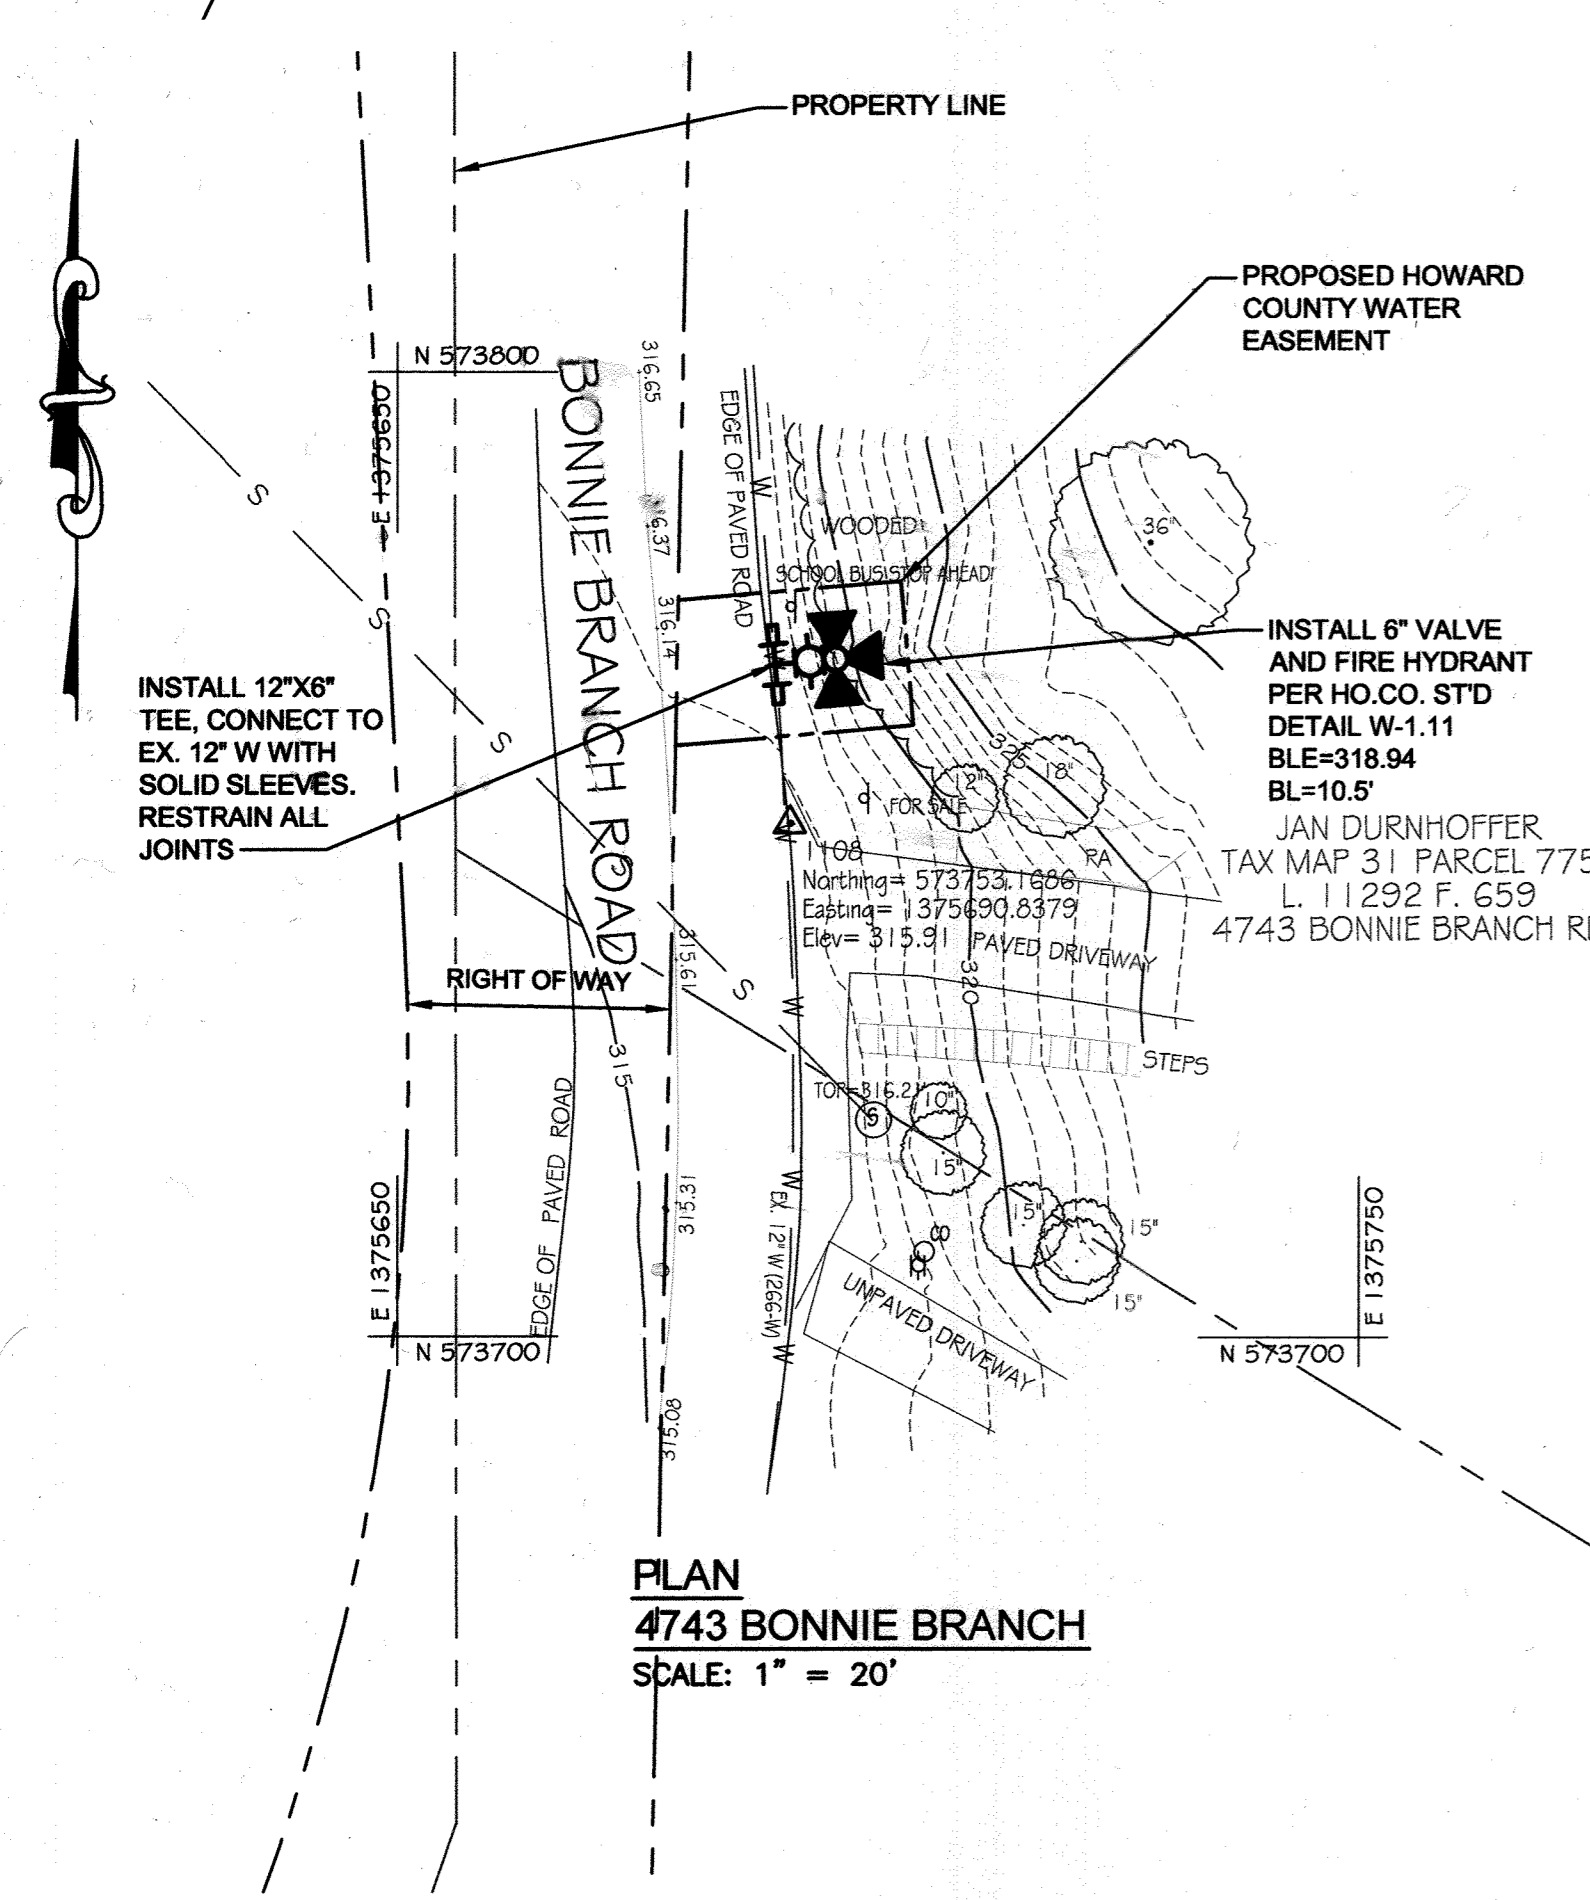 PROPERTY LINE
PROPOSED HOWARD
COUNTY WATER
EASEMENT
N 573800
E 1375650
BONNIE BRANCH ROAD
316.65
EDGE OF PAVED ROAD
W
S
36"
WOODED
SCHOOL BUS STOP AHEAD
316.14
S
INSTALL 6" VALVE
AND FIRE HYDRANT
PER HO.CO. ST'D
DETAIL W-1.11
BLE=318.94
BL=10.5'
INSTALL 12"X6"
TEE, CONNECT TO
EX. 12" W WITH
SOLID SLEEVES.
RESTRAIN ALL
JOINTS
W
S
325
12"
18"
FOR SALE
W
JAN DURNHOFFER
TAX MAP 31 PARCEL 775
L. 11292 F. 659
4743 BONNIE BRANCH
1108
Northing= 573753.1686
Easting= 1375690.8379
Elev= 315.91
RA
PAVED DRIVEWAY
320
315.61
S
RIGHT OF WAY
W
315
STEPS
TOP=316.2
S
10"
15"
EDGE OF PAVED ROAD
E 1375650
315.31
W
EX. 12" W (266-W)
W
CO
15"
15"
15"
UNPAVED DRIVEWAY
E 1375750
N 573700
N 573700
315.08
PLAN
4743 BONNIE BRANCH
SCALE: 1" = 20'